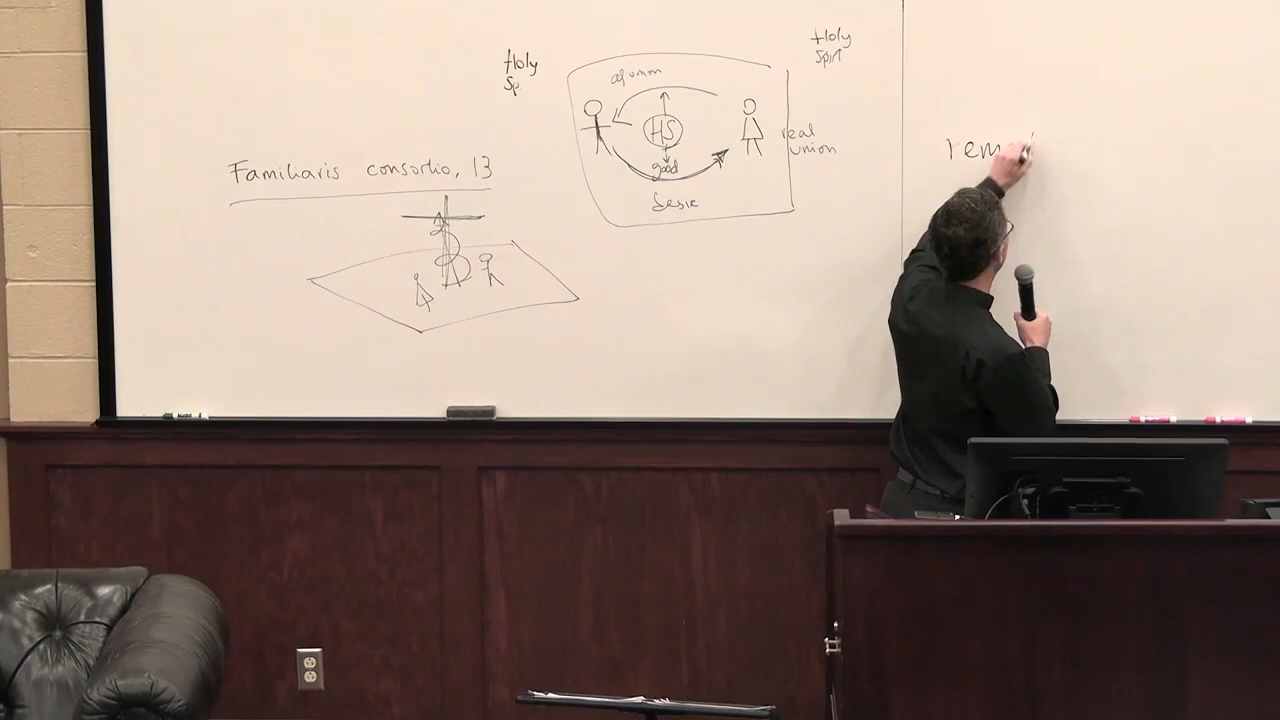 Holy
Sp.
Holy
Spirit
HS
good
real
union
Desire
Familiaris consortio, 13
rem